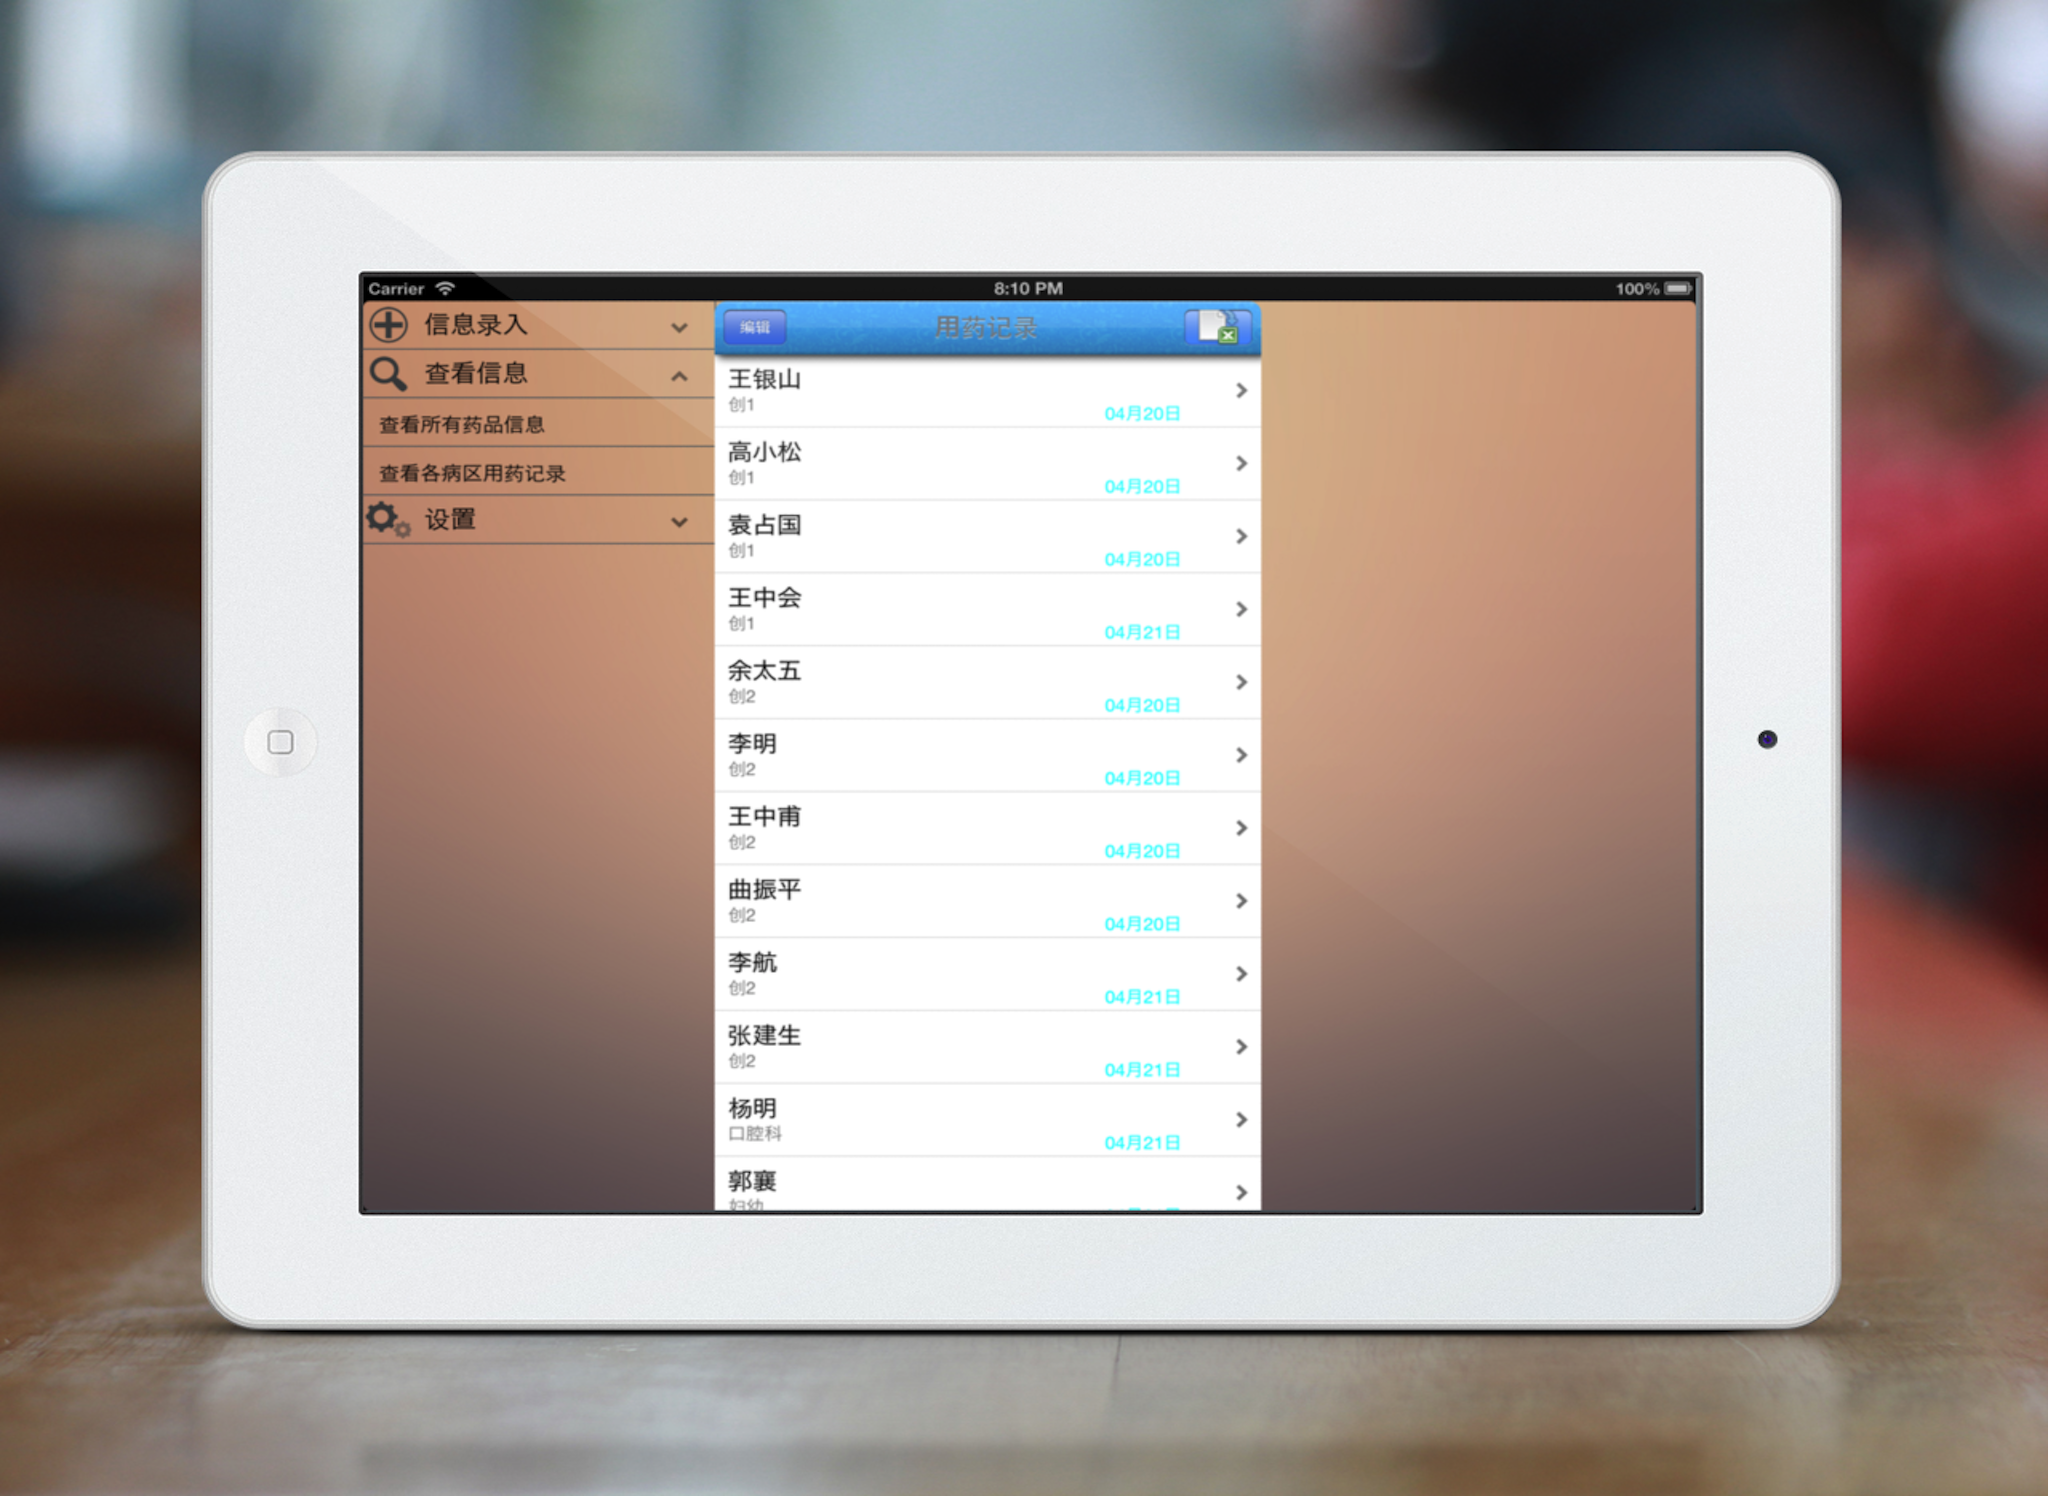 Carrier 8:10 PM 100%
信息录入
查看信息
查看所有药品信息
查看各病区用药记录
设置
编辑 用药记录
王银山
创1
04月20日
高小松
创1
04月20日
袁占国
创1
04月20日
王中会
创1
04月21日
余太五
创2
04月20日
李明
创2
04月20日
王中甫
创2
04月20日
曲振平
创2
04月20日
李航
创2
04月21日
张建生
创2
04月21日
杨明
口腔科
04月21日
郭襄
妇幼